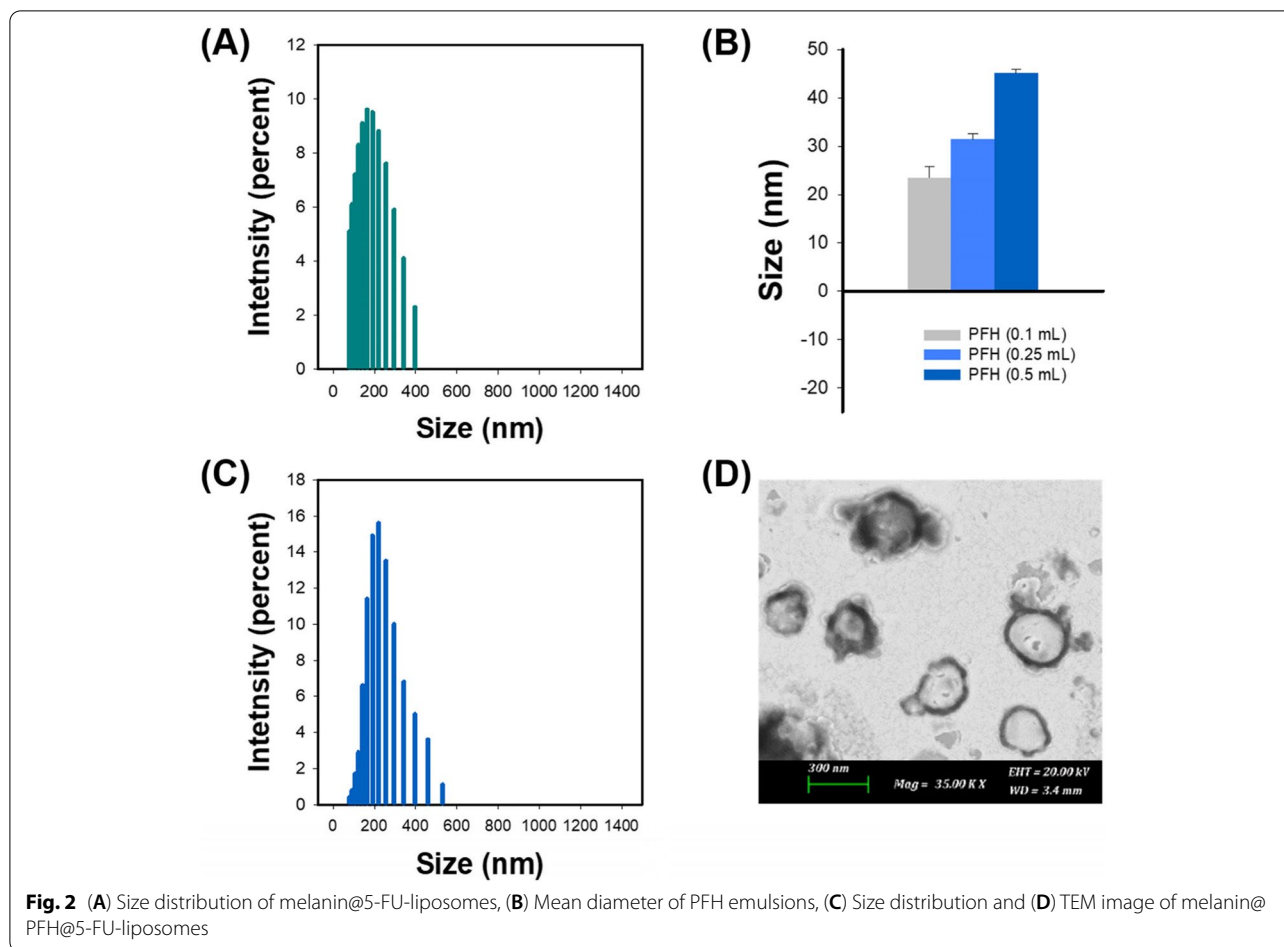 (A)
12
10
8
6
4
2
0
Intetnsity (percent)
0 200 400 600 800 1000 1200 1400
Size (nm)
(B)
50
40
30
20
10
0
-10
-20
Size (nm)
PFH (0.1 mL)
PFH (0.25 mL)
PFH (0.5 mL)
(C)
18
16
14
12
10
8
6
4
2
0
Intetnsity (percent)
0 200 400 600 800 1000 1200 1400
Size (nm)
(D)
300 nm
Mag = 35.00 K X
EHT = 20.00 kV
WD = 3.4 mm
Fig. 2 (A) Size distribution of melanin@5-FU-liposomes, (B) Mean diameter of PFH emulsions, (C) Size distribution and (D) TEM image of melanin@
PFH@5-FU-liposomes